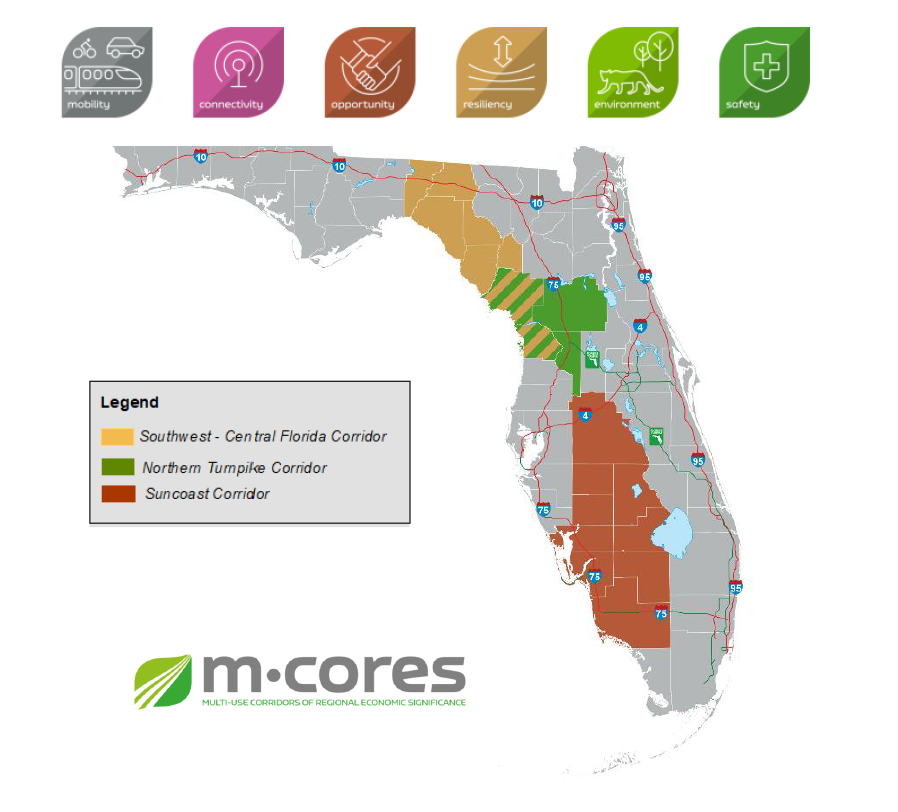 mobility
connectivity
opportunity
resiliency
environment
safety
10
10
10
95
75
95
4
Legend
Southwest - Central Florida Corridor
Northern Turnpike Corridor
Suncoast Corridor
4
95
75
75
95
75
m·cores
MULTI-USE CORRIDORS OF REGIONAL ECONOMIC SIGNIFICANCE